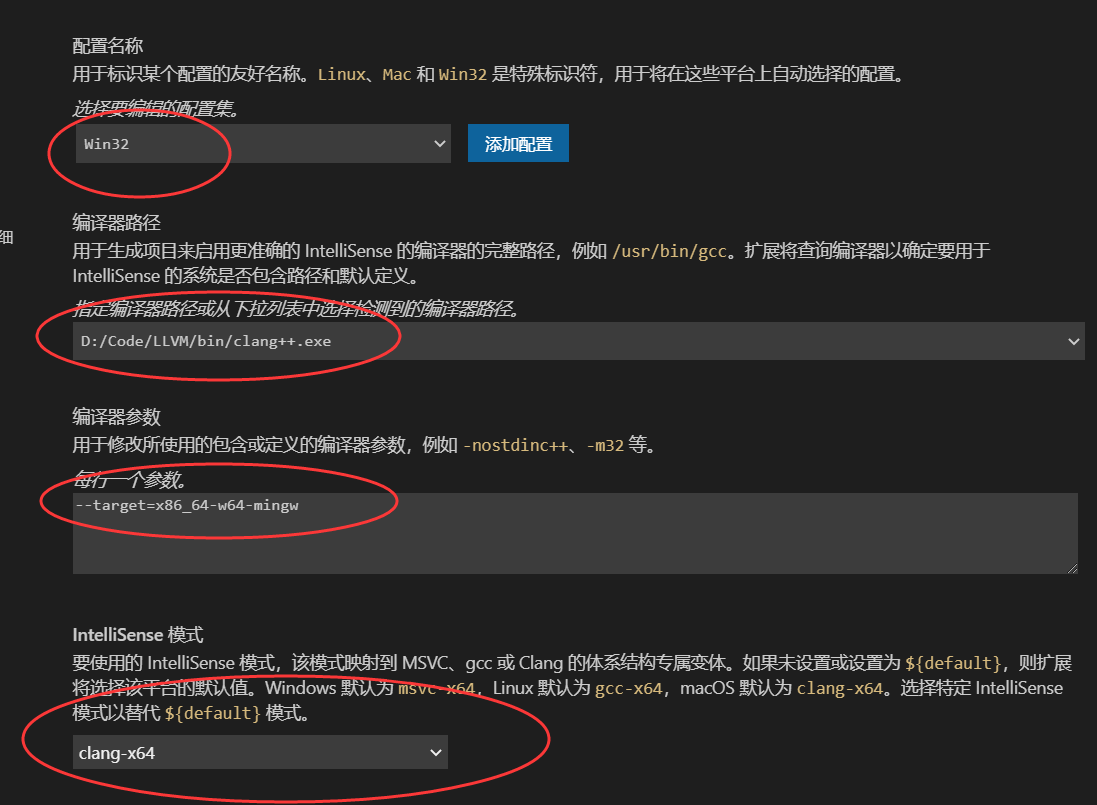 配置名称
用于标识某个配置的友好名称。Linux、Mac 和 Win32 是特殊标识符，用于将在这些平台上自动选择的配置。
选择要编辑的配置集。
Win32
添加配置
细
编译器路径
用于生成项目来启用更准确的 IntelliSense 的编译器的完整路径，例如 /usr/bin/gcc。扩展将查询编译器以确定要用于
IntelliSense 的系统是否包含路径和默认定义。
指定编译器路径或从下拉列表中选择检测到的编译器路径。
D:/Code/LLVM/bin/clang++.exe
编译器参数
用于修改所使用的包含或定义的编译器参数，例如 -nostdinc++、-m32 等。
每行一个参数。
--target=x86_64-w64-mingw
IntelliSense 模式
要使用的 IntelliSense 模式，该模式映射到 MSVC、gcc 或 Clang 的体系结构专属变体。如果未设置或设置为 ${default}，则扩展
将选择该平台的默认值。Windows 默认为 msvc-x64，Linux 默认为 gcc-x64，macOS 默认为 clang-x64。选择特定 IntelliSense
模式以替代 ${default} 模式。
clang-x64